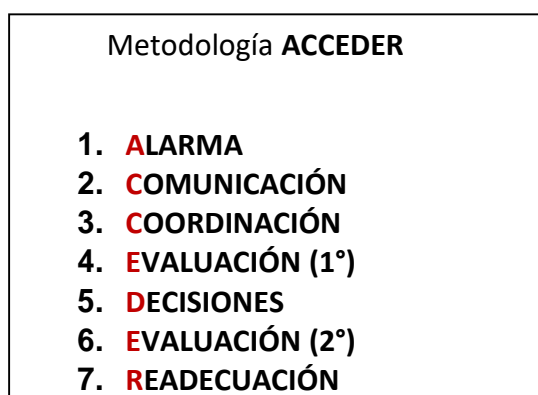 Metodología ACCEDER
1. ALARMA
2. COMUNICACIÓN
3. COORDINACIÓN
4. EVALUACIÓN (1°)
5. DECISIONES
6. EVALUACIÓN (2°)
7. READECUACIÓN